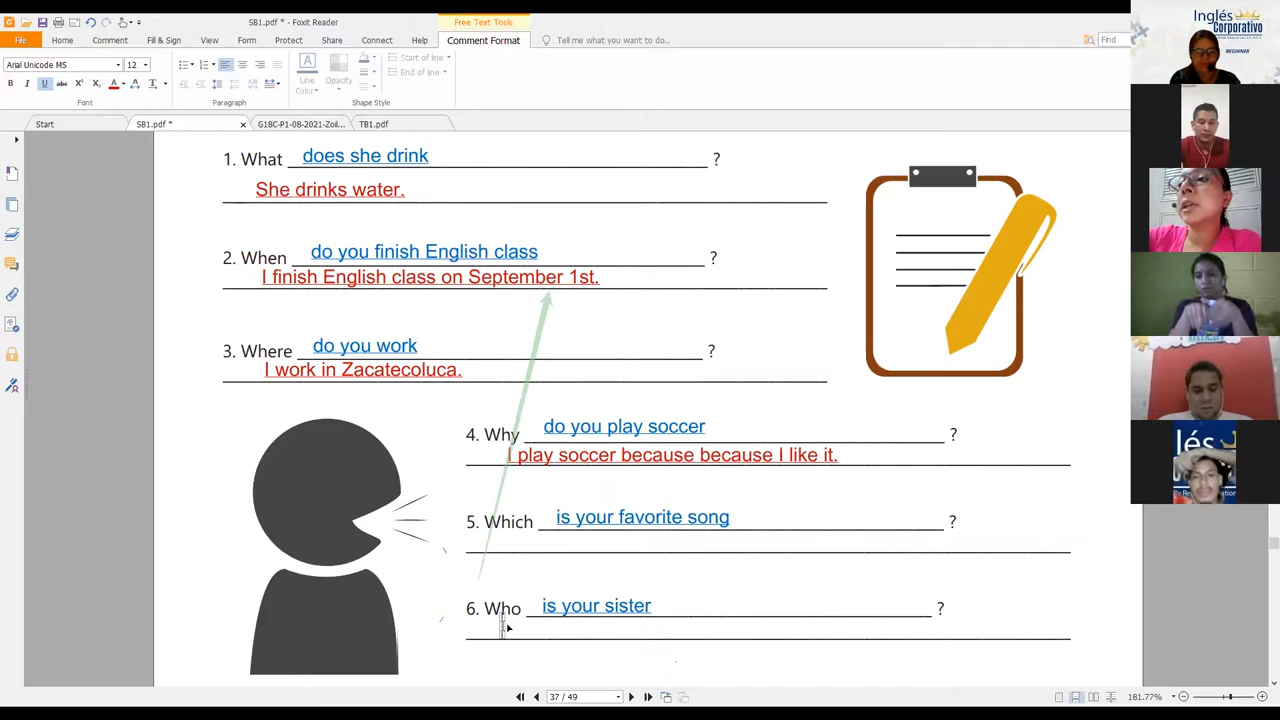 SB1.pdf * - Foxit Reader
Free Text Tools
File Home Comment Fill & Sign View Form Protect Share Connect Help Comment Format Tell me what you want to do.. Find
Arial Unicode MS 12
Line Color Opacity
Start of line
End of line
Font Paragraph Shape Style
Start SB1.pdf * G18C-P1-08-2021-Zoil... TB1.pdf
1. What does she drink ?
She drinks water.
2. When do you finish English class ?
I finish English class on September 1st.
3. Where do you work ?
I work in Zacatecoluca.
4. Why do you play soccer ?
I play soccer because because I like it.
5. Which is your favorite song ?
6. Who is your sister ?
37 / 49
181.77%
Inglés
Corporativo
BEGINNER
lés